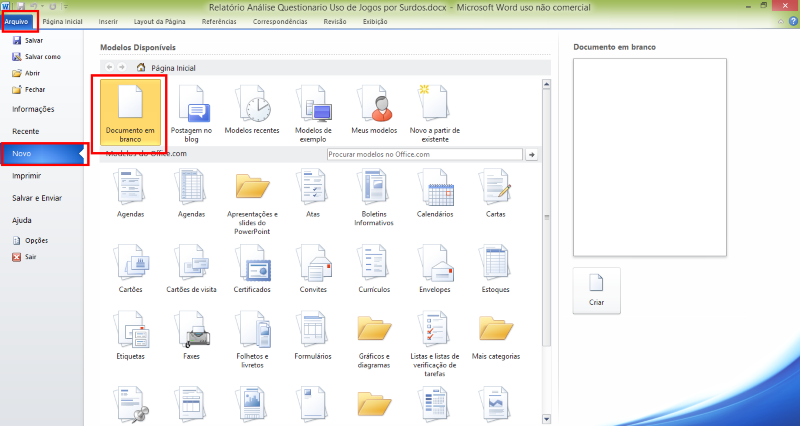 Relatório Análise Questionario Uso de Jogos por Surdos.docx - Microsoft Word uso não comercial
Arquivo
Página Inicial
Inserir
Layout da Página
Referências
Correspondências
Revisão
Exibição
Salvar
Salvar como
Abrir
Fechar
Informações
Recente
Novo
Imprimir
Salvar e Enviar
Ajuda
Opções
Sair
Modelos Disponíveis
Página Inicial
Documento em
branco
Postagem no
blog
Modelos recentes
Modelos de
exemplo
Meus modelos
Novo a partir de
existente
Modelos do Office.com
Procurar modelos no Office.com
Agendas
Agendas
Apresentações e
slides do
PowerPoint
Atas
Boletins
Informativos
Calendários
Cartas
Cartões
Cartões de visita
Certificados
Convites
Currículos
Envelopes
Estoques
Etiquetas
Faxes
Folhetos e
livretos
Formulários
Gráficos e
diagramas
Listas e listas de
verificação de
tarefas
Mais categorias
Documento em branco
Criar